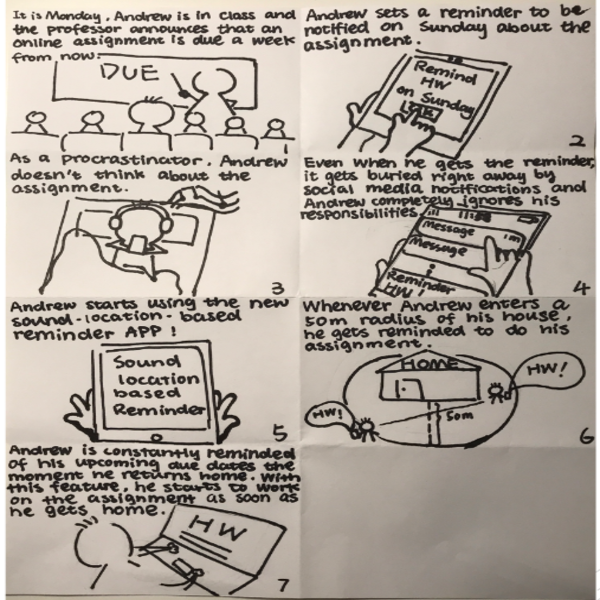 It is Monday, Andrew is in class and
the professor announces that an
online assignment is due a week
from now.
DUE
1
Andrew sets a reminder to be
notified on Sunday about the
assignment.
Remind
HW
on Sunday
OK
2
As a procrastinator, Andrew
doesn't think about the
assignment.
3
Even when he gets the reminder,
it gets buried right away by
social media notifications and
Andrew completely ignores his
responsibilities.
Message
1m
Message
Reminder
HW
4
Andrew starts using the new
sound-location-based
reminder APP!
Sound
location
based
Reminder
5
Whenever Andrew enters a
50m radius of his house,
he gets reminded to do his
assignment.
HOME
HW!
HW!
50m
6
Andrew is constantly reminded
of his upcoming due dates the
moment he returns home. With
this feature, he starts to work
on the assignment as soon as
he gets home.
HW
7